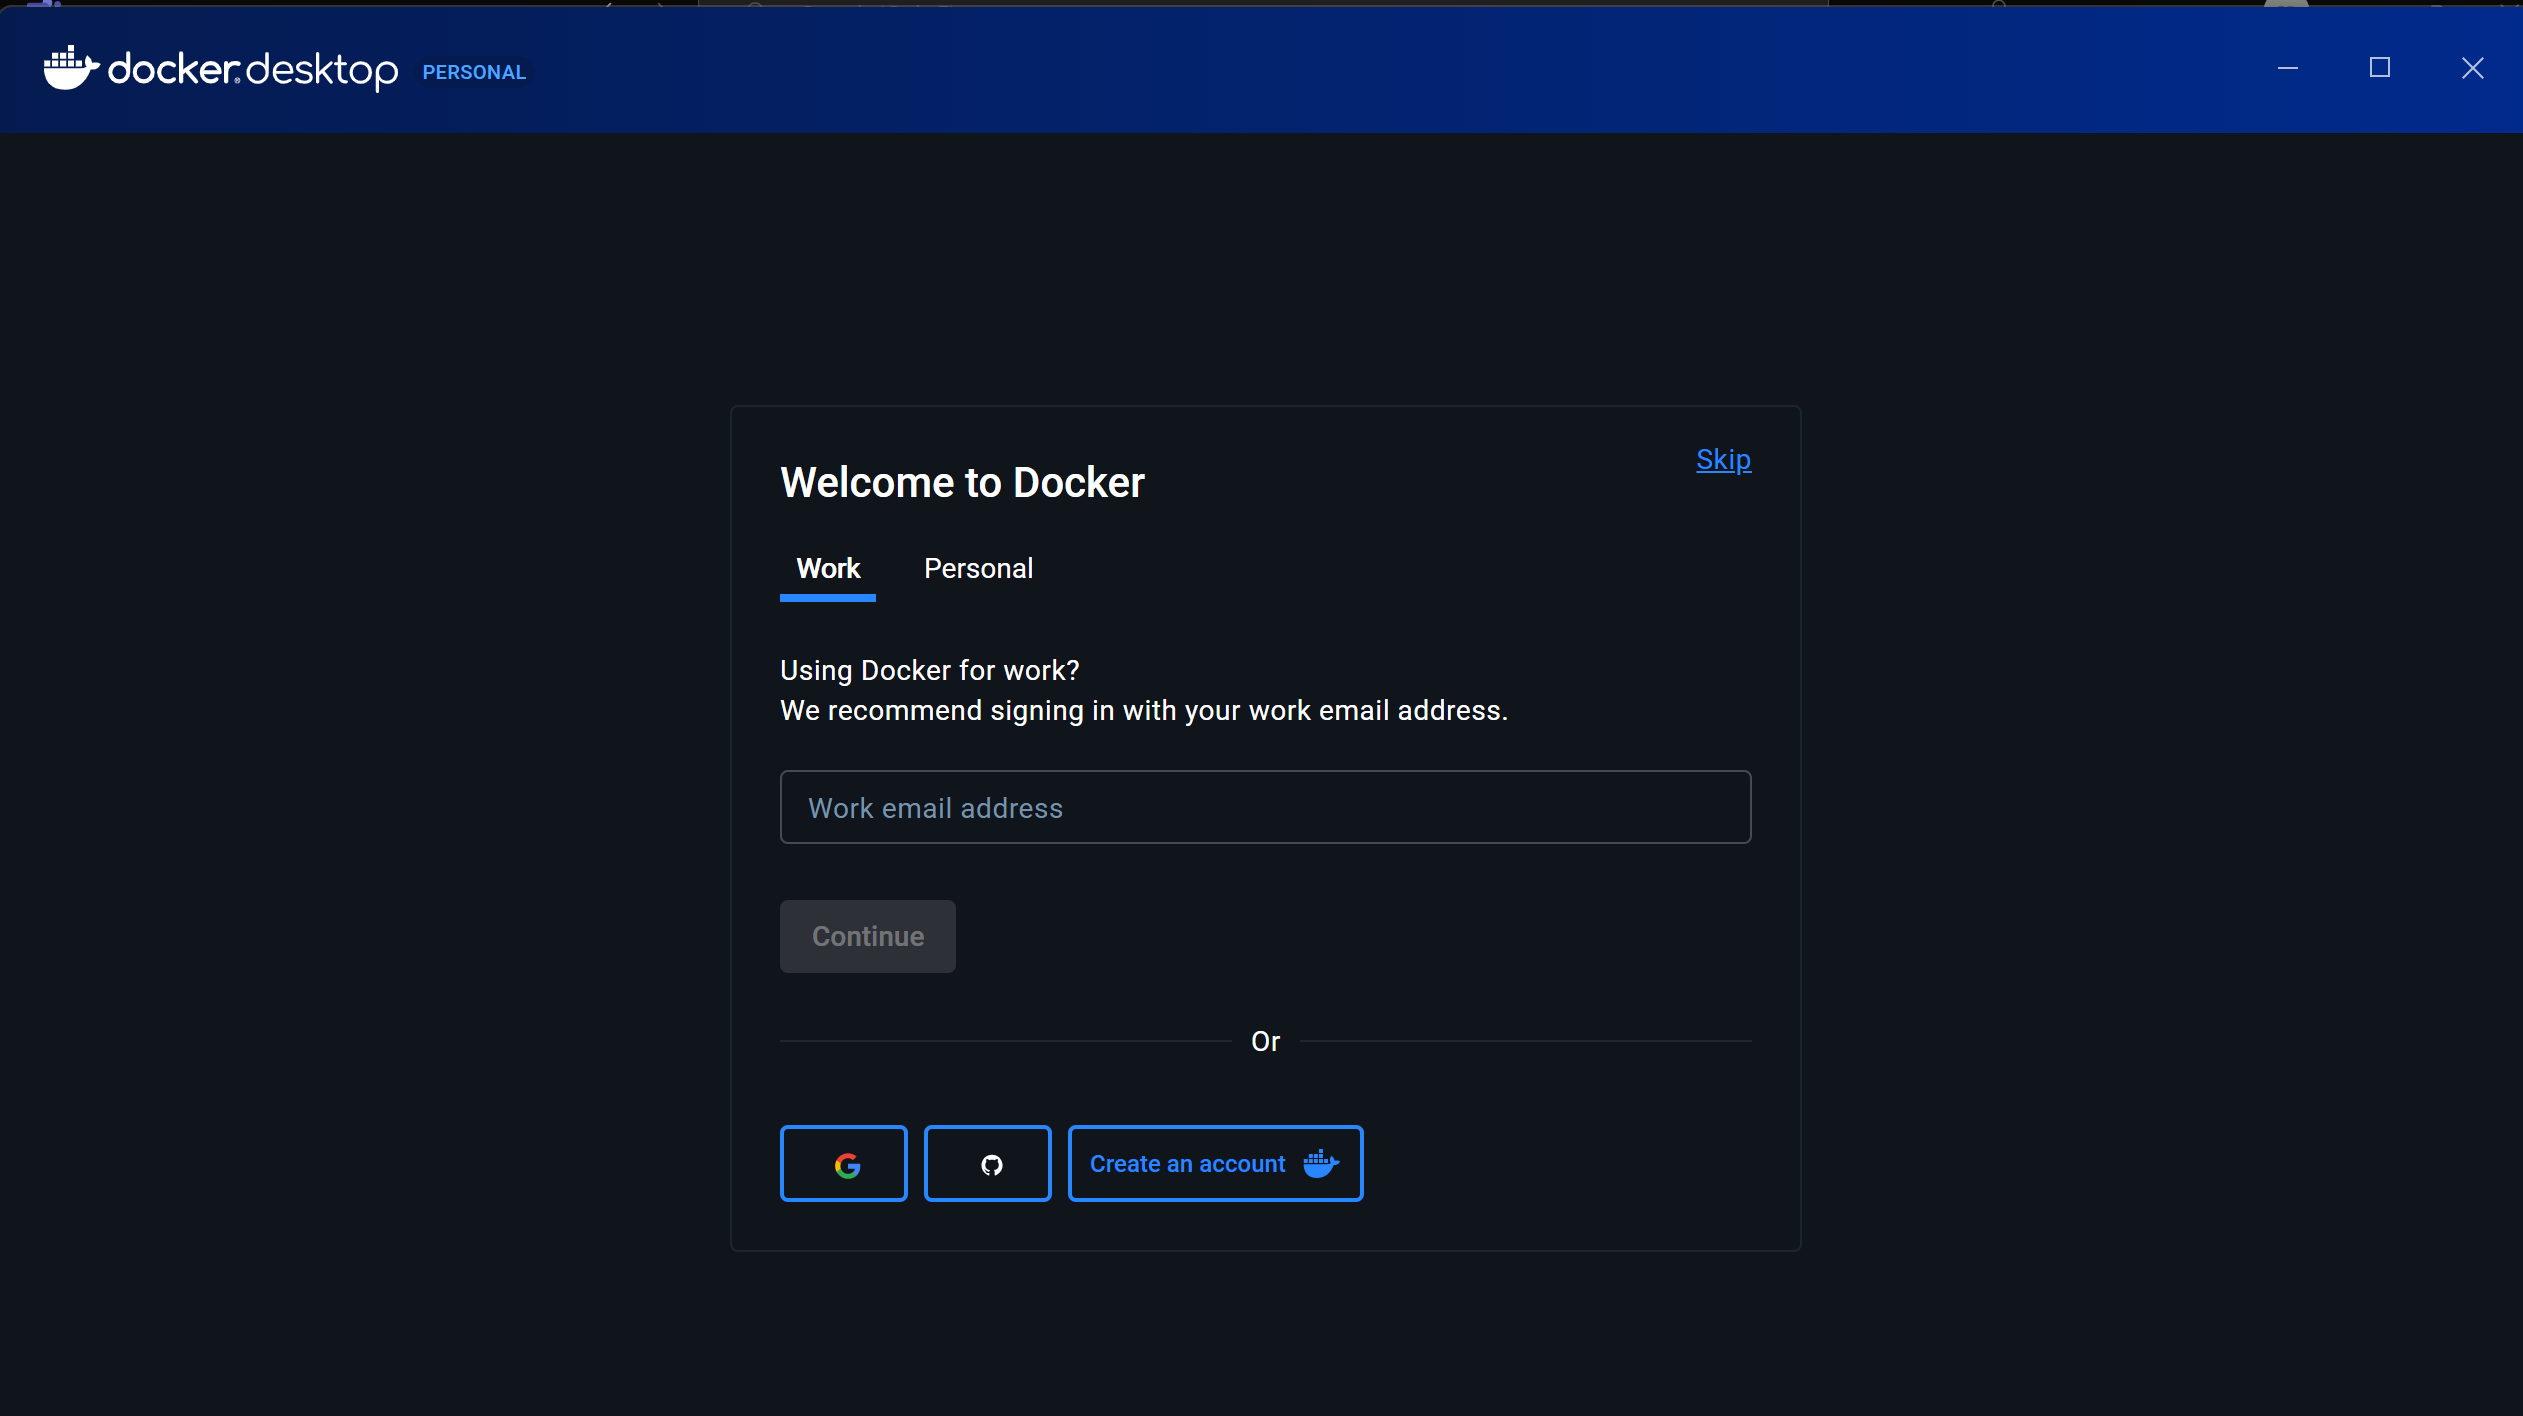 docker desktop PERSONAL
Skip
Welcome to Docker
Work Personal
Using Docker for work?
We recommend signing in with your work email address.
Work email address
Continue
Or
Create an account